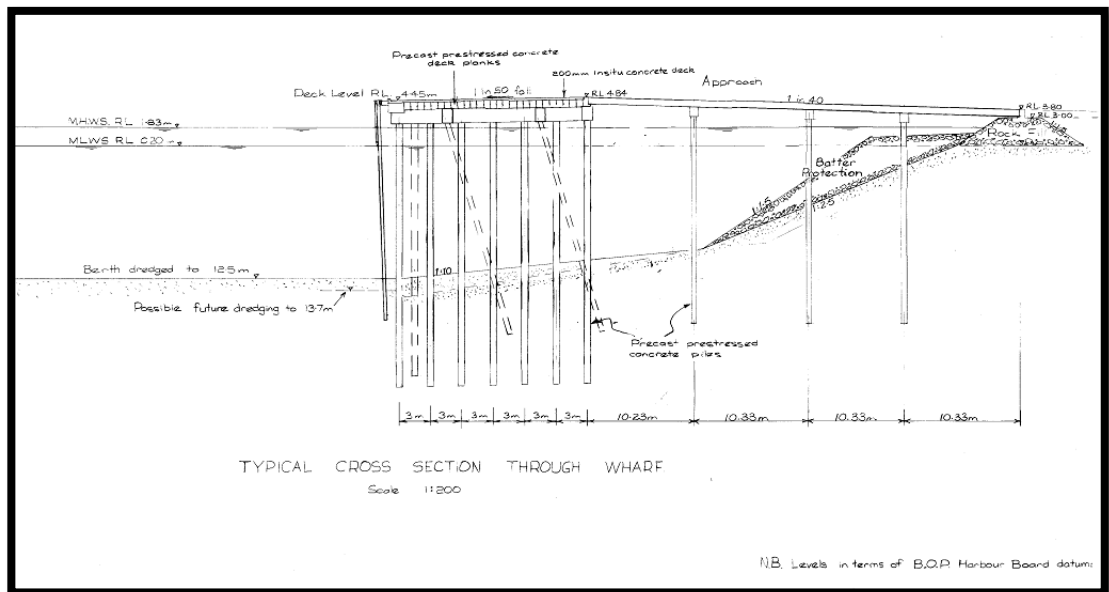 Precast prestressed concrete
deck planks
200mm Insitu concrete deck
Approach
Deck Level RL 4·45m
1 in 50 fall
RL 4·84
1 in 40
RL 3·80
RL 3·00
M.H.W.S. RL 1·83m
MLWS RL 0·20m
Rock Fill
Batter
Protection
1:1·5
1:2·5
Berth dredged to 12·5m
1:10
Possible future dredging to 13·7m
Precast prestressed
concrete piles
3m 3m 3m 3m 3m 3m 10·23m 10·33m 10·33m 10·33m
TYPICAL CROSS SECTION THROUGH WHARF
Scale 1:200
N.B. Levels in terms of B.O.P. Harbour Board datum